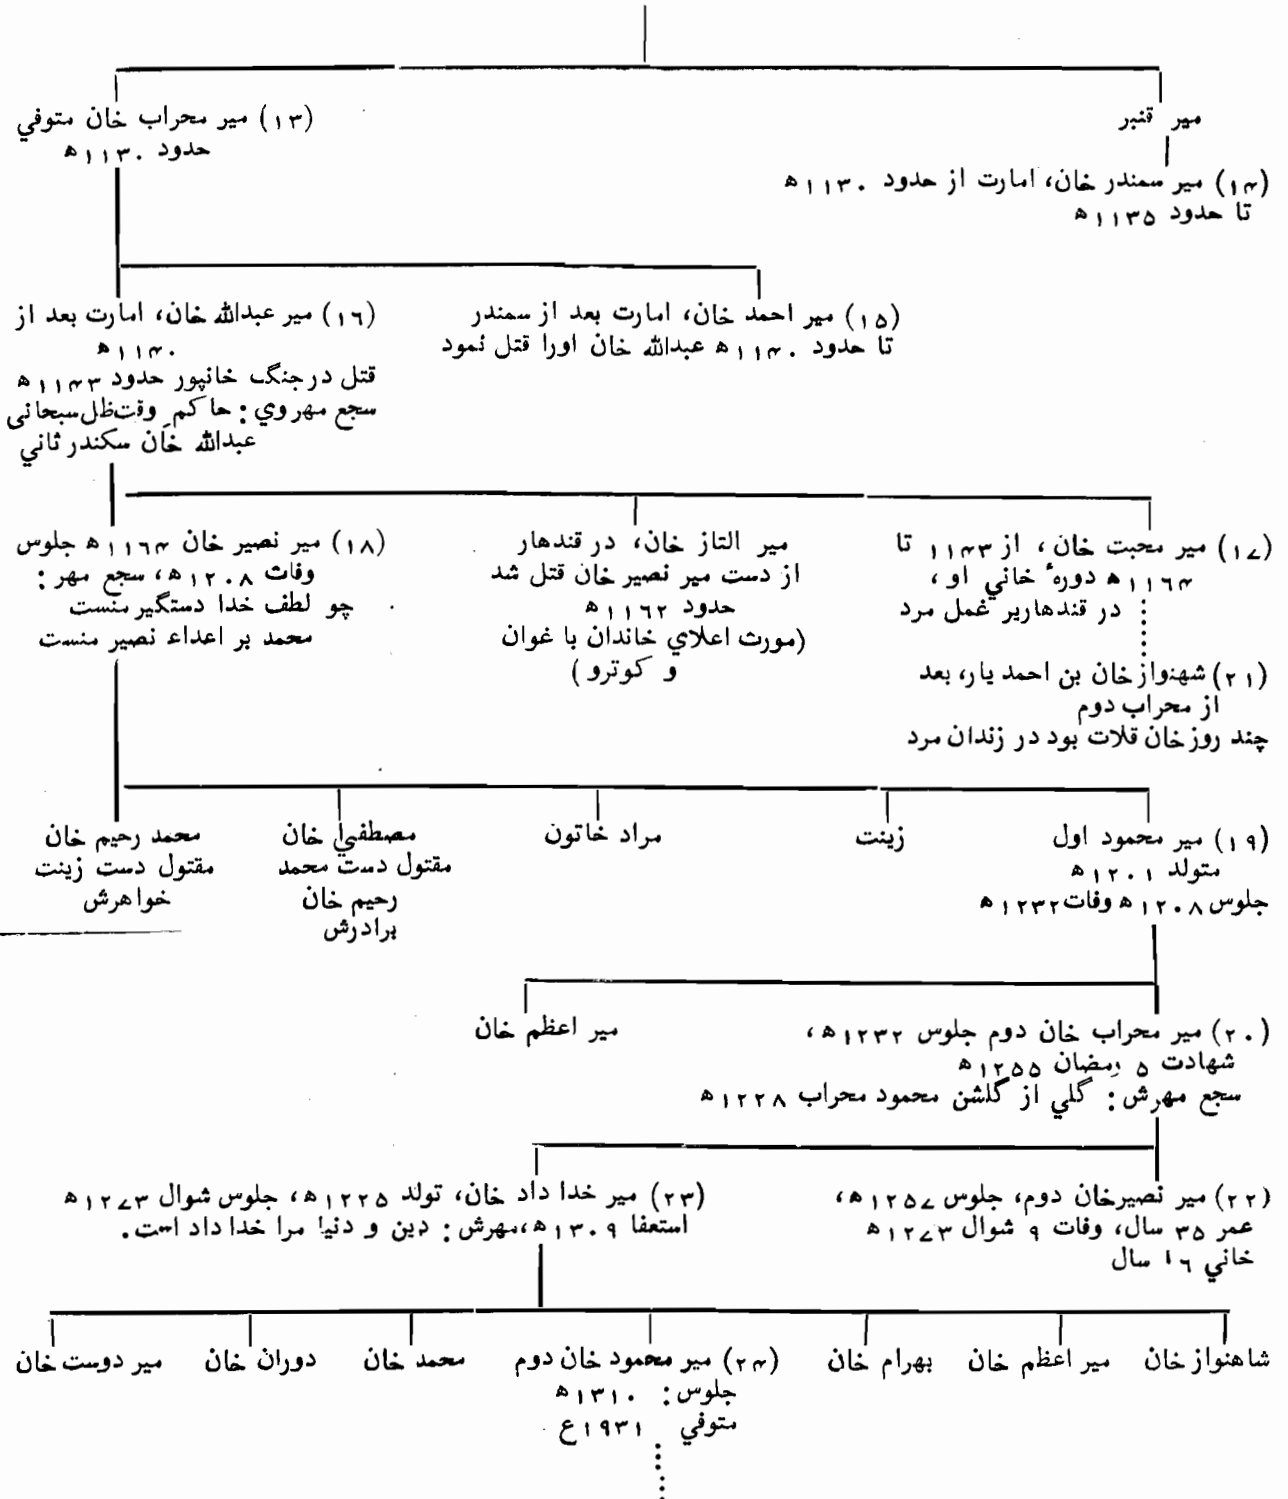 میر قنبر
(۱۳) میر محراب خان متوفي
حدود ۱۱۳۰ھ
(۱۴) میر سمندر خان، امارت از حدود ۱۱۳۰ھ
تا حدود ۱۱۳۵ھ
(۱۵) میر احمد خان، امارت بعد از سمندر
تا حدود ۱۱۴۰ھ عبدالله خان اورا قتل نمود
(۱۶) میر عبدالله خان، امارت بعد از
۱۱۴۰ھ
قتل در جنگ خانپور حدود ۱۱۴۳ھ
سجع مهروي: حاکم وقت ظل سبحانی
عبدالله خان سکندر ثاني
(۱۷) میر محبت خان، از ۱۱۴۳ تا
۱۱۶۴ھ دورهٔ خاني او،
در قندهاریر غمل مرد
(۲۱) شهنواز خان بن احمد یار، بعد
از محراب دوم
چند روز خان قلات بود در زندان مرد
میر التاز خان، در قندهار
از دست میر نصیر خان قتل شد
حدود ۱۱۶۲ھ
(مورث اعلاي خاندان با غوان
و کوترو)
(۱۸) میر نصیر خان ۱۱۶۴ھ جلوس
وفات ۱۲۰۸ھ، سجع مهر:
چو لطف خدا دستگیر منست
محمد بر اعداء نصیر منست
(۱۹) میر محمود اول
متولد ۱۲۰۱ھ
جلوس ۱۲۰۸ھ وفات ۱۲۳۲ھ
زینت
مراد خاتون
مصطفيٰ خان
مقتول دست محمد
رحیم خان
برادرش
محمد رحیم خان
مقتول دست زینت
خواهرش
(۲۰) میر محراب خان دوم جلوس ۱۲۳۲ھ،
شهادت ۵ رمضان ۱۲۵۵ھ
سجع مهرش: گلي از گلشن محمود محراب ۱۲۲۸ھ
میر اعظم خان
(۲۲) میر نصیرخان دوم، جلوس ۱۲۵۷ھ،
عمر ۳۵ سال، وفات ۹ شوال ۱۲۷۳ھ
خاني ۱۶ سال
(۲۳) میر خدا داد خان، تولد ۱۲۲۵ھ، جلوس شوال ۱۲۷۳ھ
استعفا ۱۳۰۹ھ، مهرش: دین و دنیا مرا خدا داد است.
شاهنواز خان
میر اعظم خان
بهرام خان
(۲۴) میر محمود خان دوم
جلوس: ۱۳۱۰ھ
متوفي ۱۹۳۱ع
محمد خان
دوران خان
میر دوست خان